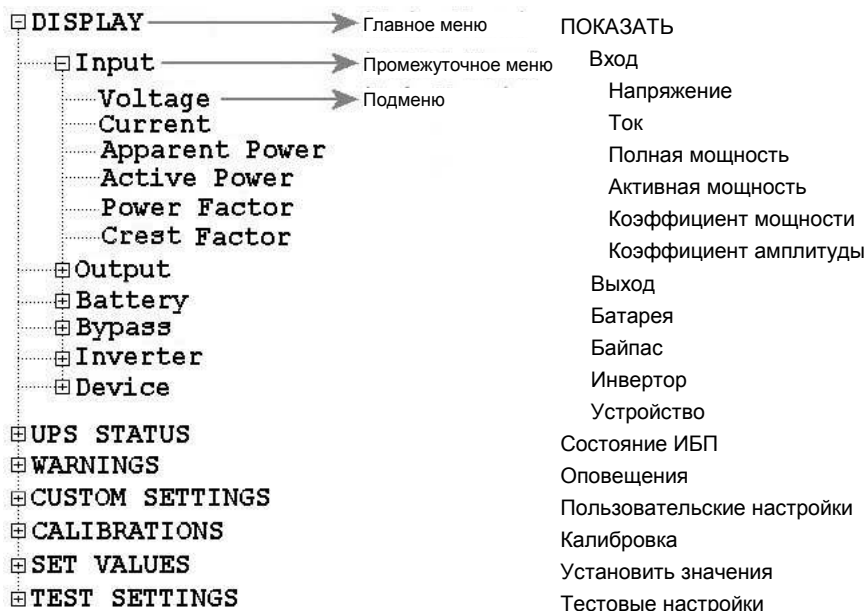 DISPLAY Главное меню
Input Промежуточное меню
Voltage Подменю
Current
Apparent Power
Active Power
Power Factor
Crest Factor
Output
Battery
Bypass
Inverter
Device
UPS STATUS
WARNINGS
CUSTOM SETTINGS
CALIBRATIONS
SET VALUES
TEST SETTINGS
ПОКАЗАТЬ
Вход
Напряжение
Ток
Полная мощность
Активная мощность
Коэффициент мощности
Коэффициент амплитуды
Выход
Батарея
Байпас
Инвертор
Устройство
Состояние ИБП
Оповещения
Пользовательские настройки
Калибровка
Установить значения
Тестовые настройки